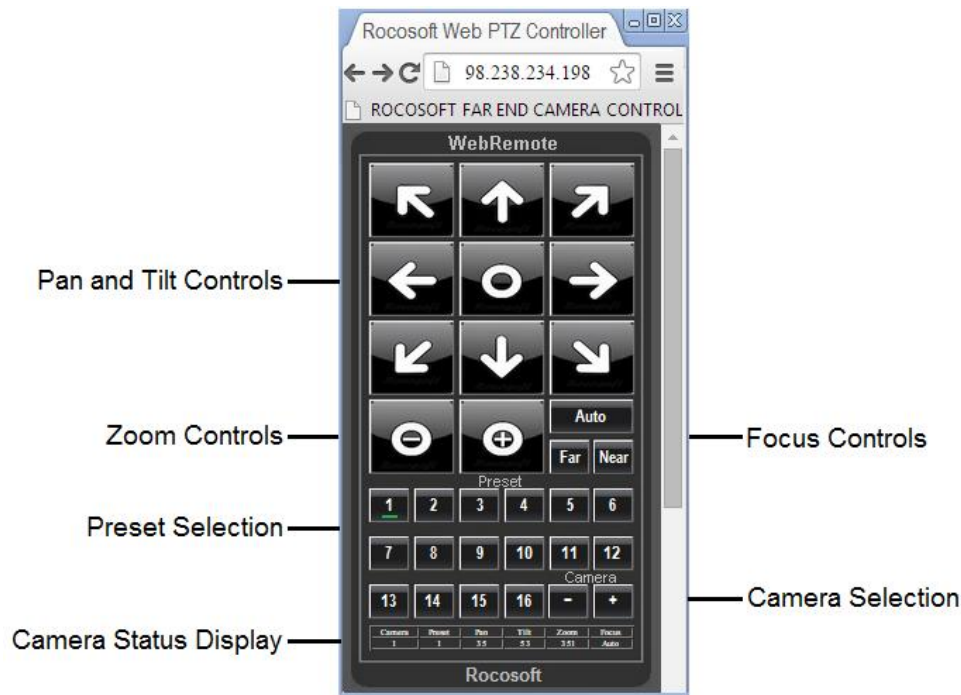 Rocosoft Web PTZ Controller
98.238.234.198
ROCOSOFT FAR END CAMERA CONTROL
WebRemote
Pan and Tilt Controls
Zoom Controls
Auto
Far Near
Focus Controls
Preset
1 2 3 4 5 6
Preset Selection
7 8 9 10 11 12
Camera
13 14 15 16 - +
Camera Selection
Camera Status Display
Camera Preset Pan Tilt Zoom Focus
1 1 35 53 351 Auto
Rocosoft